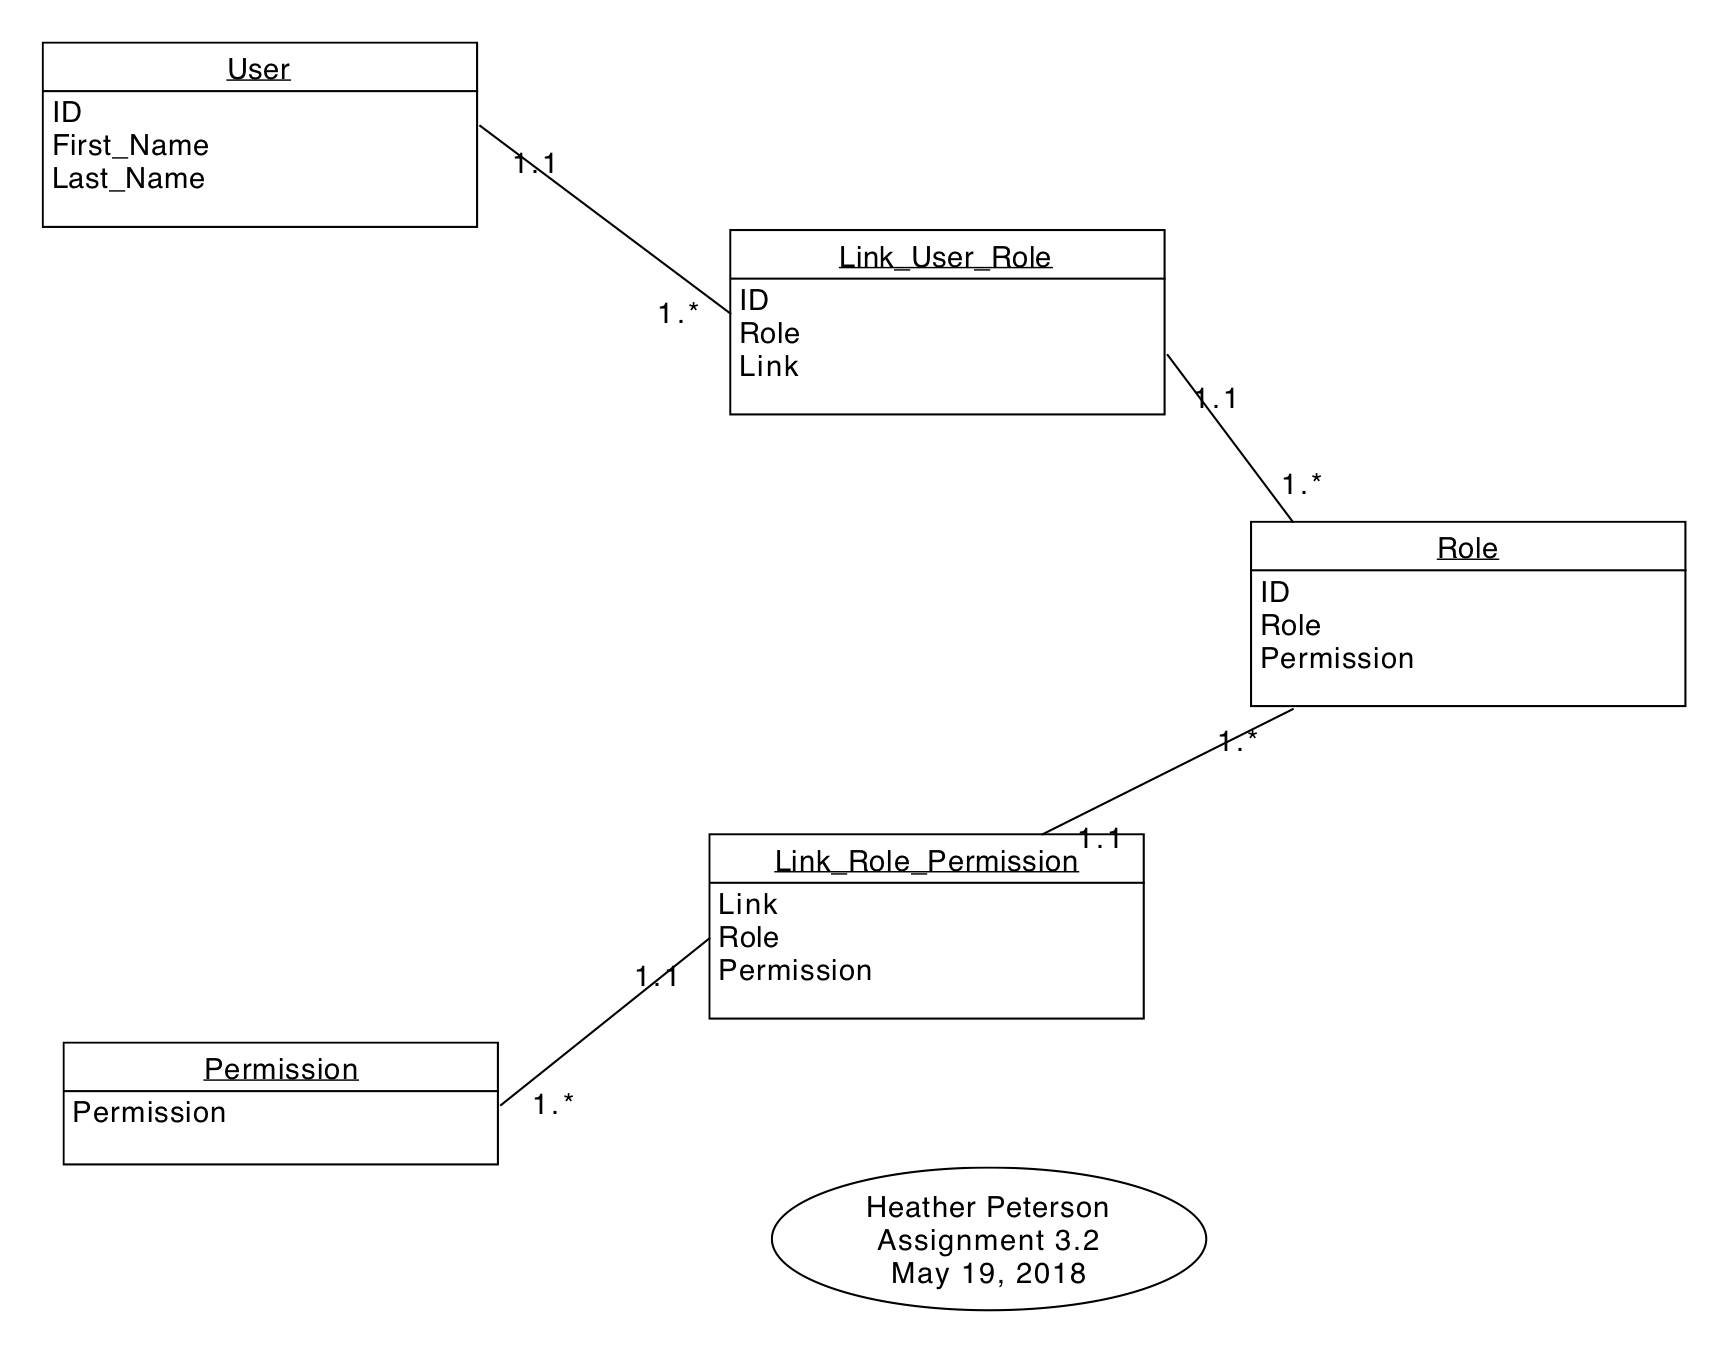 User
ID
First_Name
Last_Name
1.1
1.*
Link_User_Role
ID
Role
Link
1.1
1.*
Role
ID
Role
Permission
1.*
1.1
Link_Role_Permission
Link
Role
Permission
1.1
1.*
Permission
Permission
Heather Peterson
Assignment 3.2
May 19, 2018